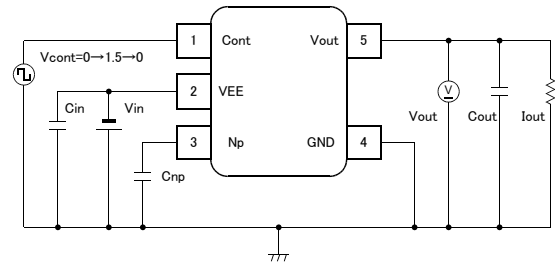 1 Cont Vout 5
Vcont=0→1.5→0
2 VEE
Cin Vin
V
Vout Cout Iout
3 Np GND 4
Cnp